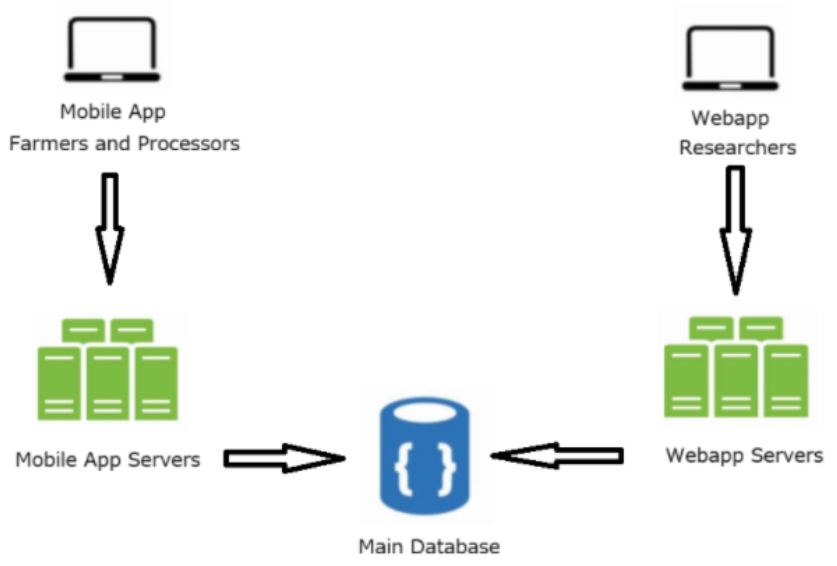 Mobile App
Farmers and Processors
Webapp
Researchers
Mobile App Servers
Webapp Servers
{ }
Main Database